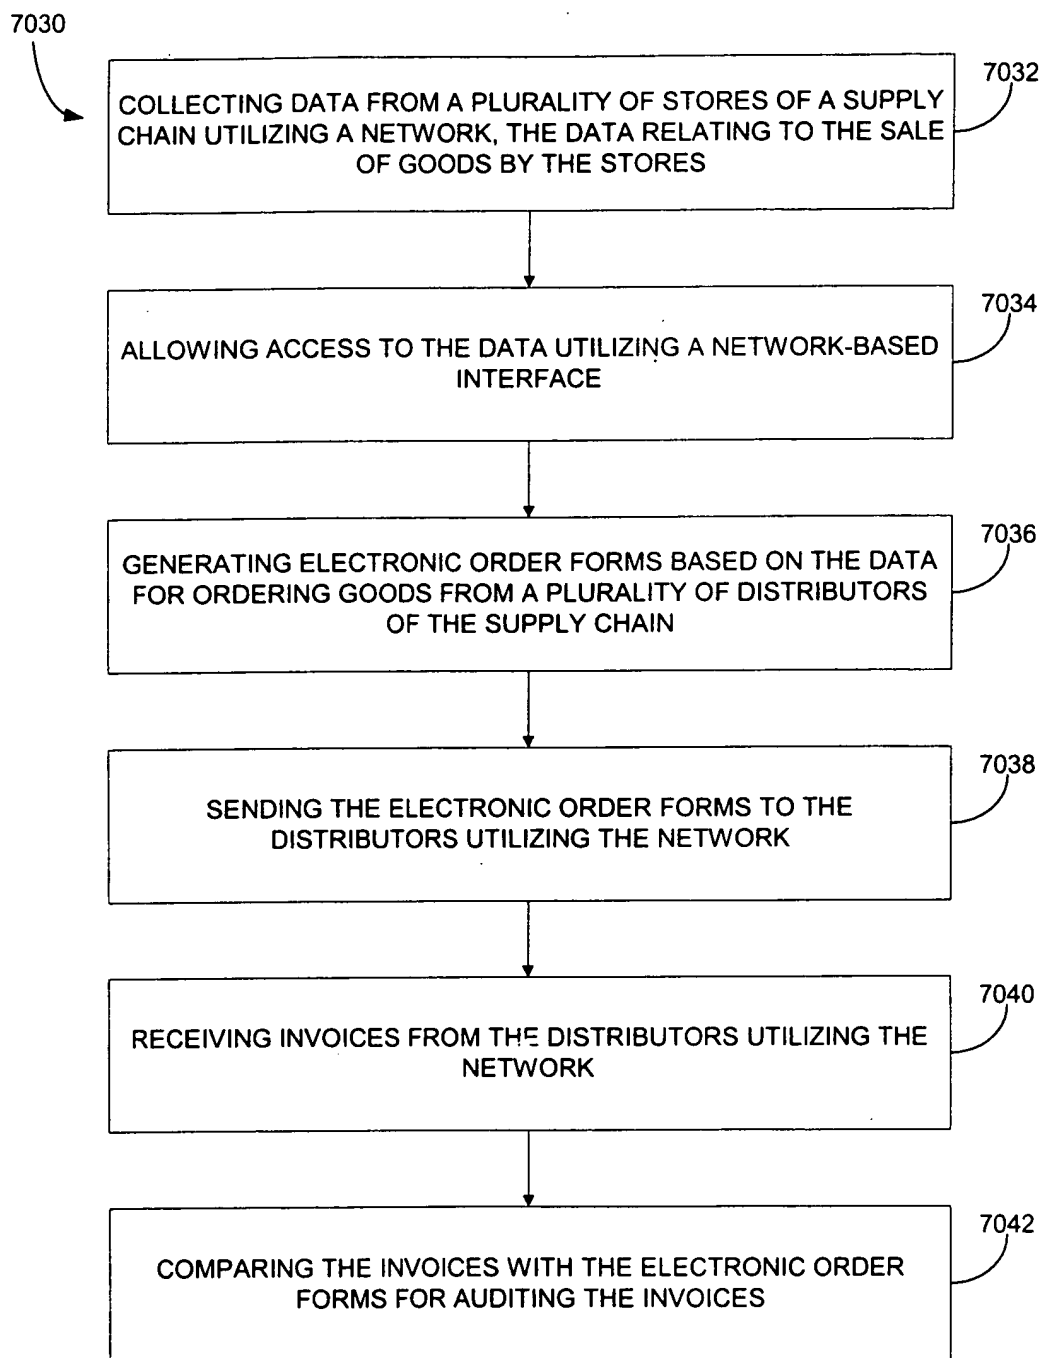 7030
7032
COLLECTING DATA FROM A PLURALITY OF STORES OF A SUPPLY
CHAIN UTILIZING A NETWORK, THE DATA RELATING TO THE SALE
OF GOODS BY THE STORES
7034
ALLOWING ACCESS TO THE DATA UTILIZING A NETWORK-BASED
INTERFACE
7036
GENERATING ELECTRONIC ORDER FORMS BASED ON THE DATA
FOR ORDERING GOODS FROM A PLURALITY OF DISTRIBUTORS
OF THE SUPPLY CHAIN
7038
SENDING THE ELECTRONIC ORDER FORMS TO THE
DISTRIBUTORS UTILIZING THE NETWORK
7040
RECEIVING INVOICES FROM THE DISTRIBUTORS UTILIZING THE
NETWORK
7042
COMPARING THE INVOICES WITH THE ELECTRONIC ORDER
FORMS FOR AUDITING THE INVOICES